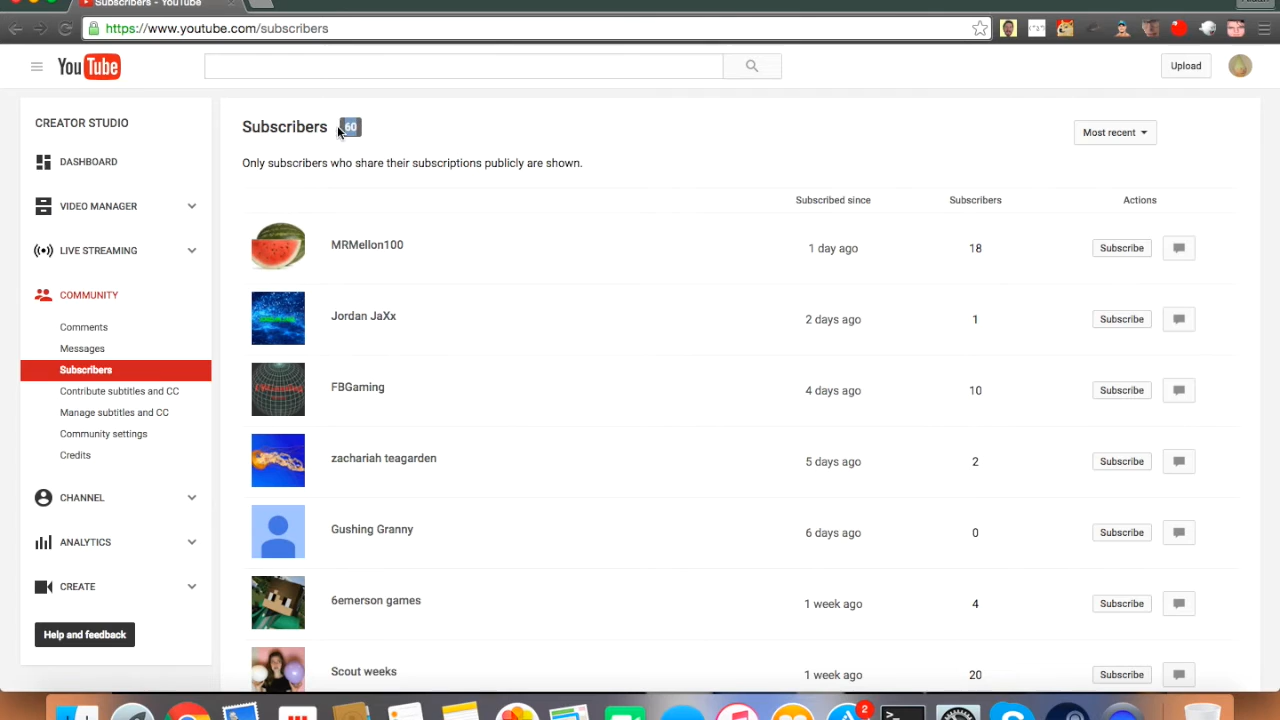 Subscribers - YouTube
https://www.youtube.com/subscribers
YouTube
Upload
CREATOR STUDIO
DASHBOARD
VIDEO MANAGER
LIVE STREAMING
COMMUNITY
Comments
Messages
Subscribers
Contribute subtitles and CC
Manage subtitles and CC
Community settings
Credits
CHANNEL
ANALYTICS
CREATE
Help and feedback
Subscribers 60
Most recent
Only subscribers who share their subscriptions publicly are shown.
Subscribed since Subscribers Actions
MRMellon100 1 day ago 18 Subscribe
Jordan JaXx 2 days ago 1 Subscribe
FBGaming 4 days ago 10 Subscribe
zachariah teagarden 5 days ago 2 Subscribe
Gushing Granny 6 days ago 0 Subscribe
6emerson games 1 week ago 4 Subscribe
Scout weeks 1 week ago 20 Subscribe
2